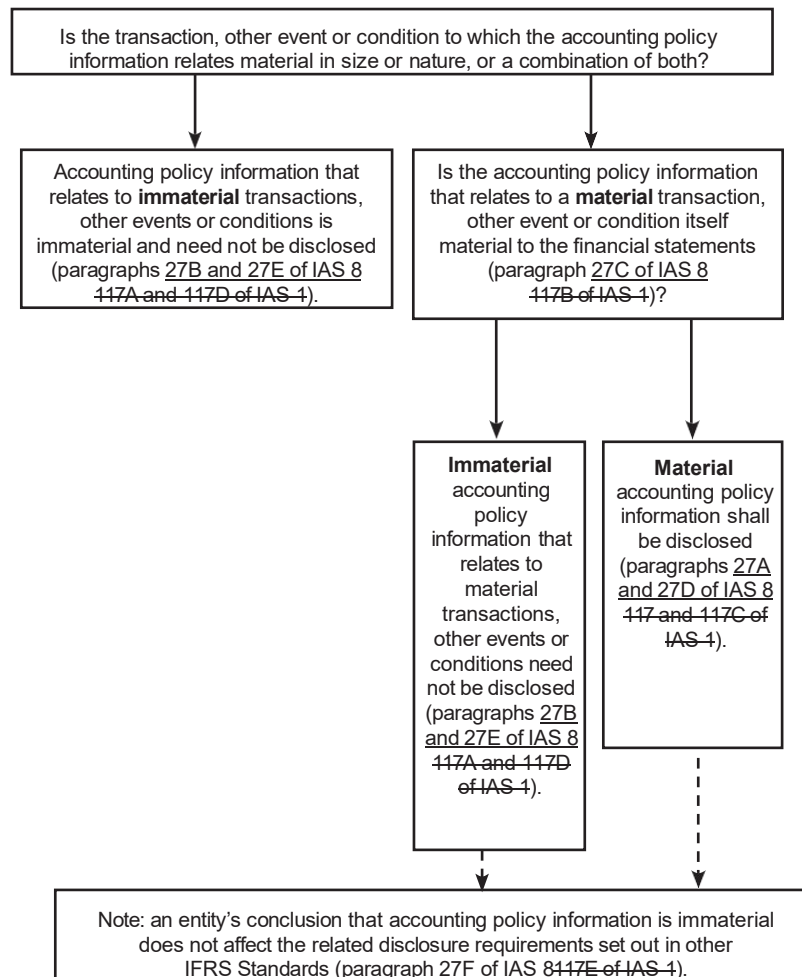 Is the transaction, other event or condition to which the accounting policy
information relates material in size or nature, or a combination of both?
Accounting policy information that
relates to immaterial transactions,
other events or conditions is
immaterial and need not be disclosed
(paragraphs 27B and 27E of IAS 8
117A and 117D of IAS 1).
Is the accounting policy information
that relates to a material transaction,
other event or condition itself
material to the financial statements
(paragraph 27C of IAS 8
117B of IAS 1)?
Immaterial
accounting
policy
information that
relates to
material
transactions,
other events or
conditions need
not be disclosed
(paragraphs 27B
and 27E of IAS 8
117A and 117D
of IAS 1).
Material
accounting policy
information shall
be disclosed
(paragraphs 27A
and 27D of IAS 8
117 and 117C of
IAS 1).
Note: an entity’s conclusion that accounting policy information is immaterial
does not affect the related disclosure requirements set out in other
IFRS Standards (paragraph 27F of IAS 8117E of IAS 1).